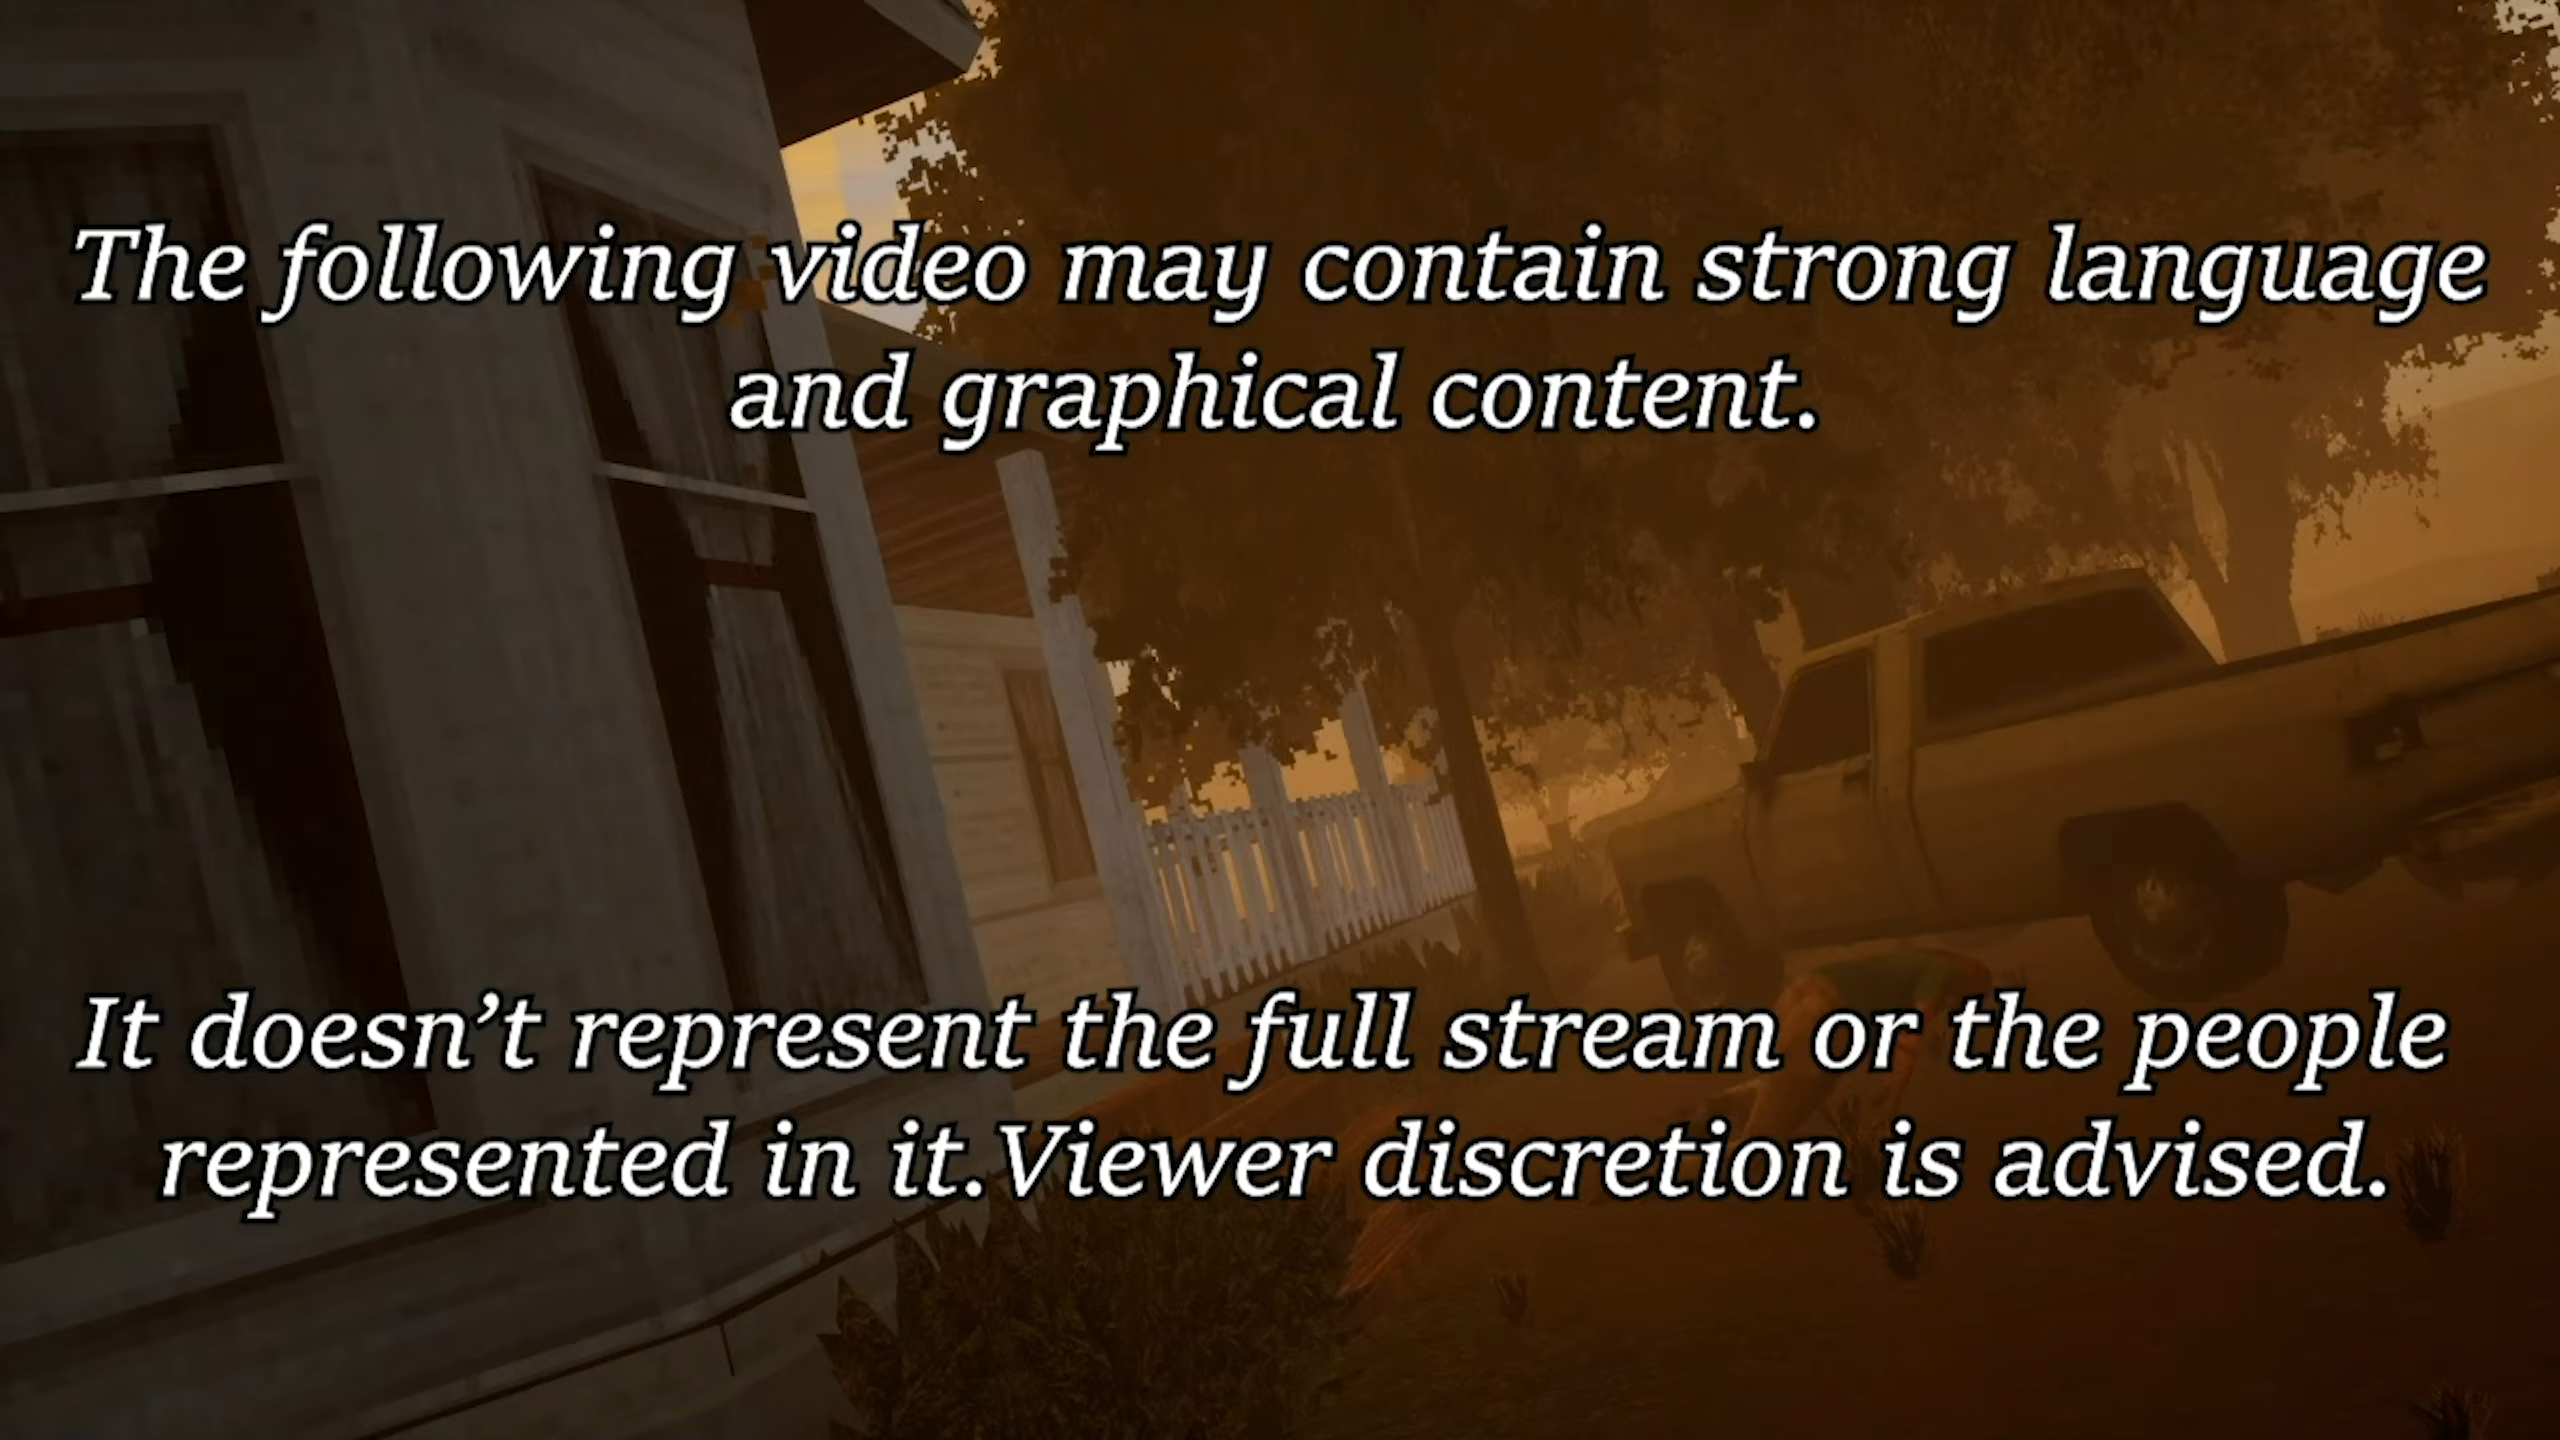 The following video may contain strong language
and graphical content.
It doesn’t represent the full stream or the people
represented in it.Viewer discretion is advised.